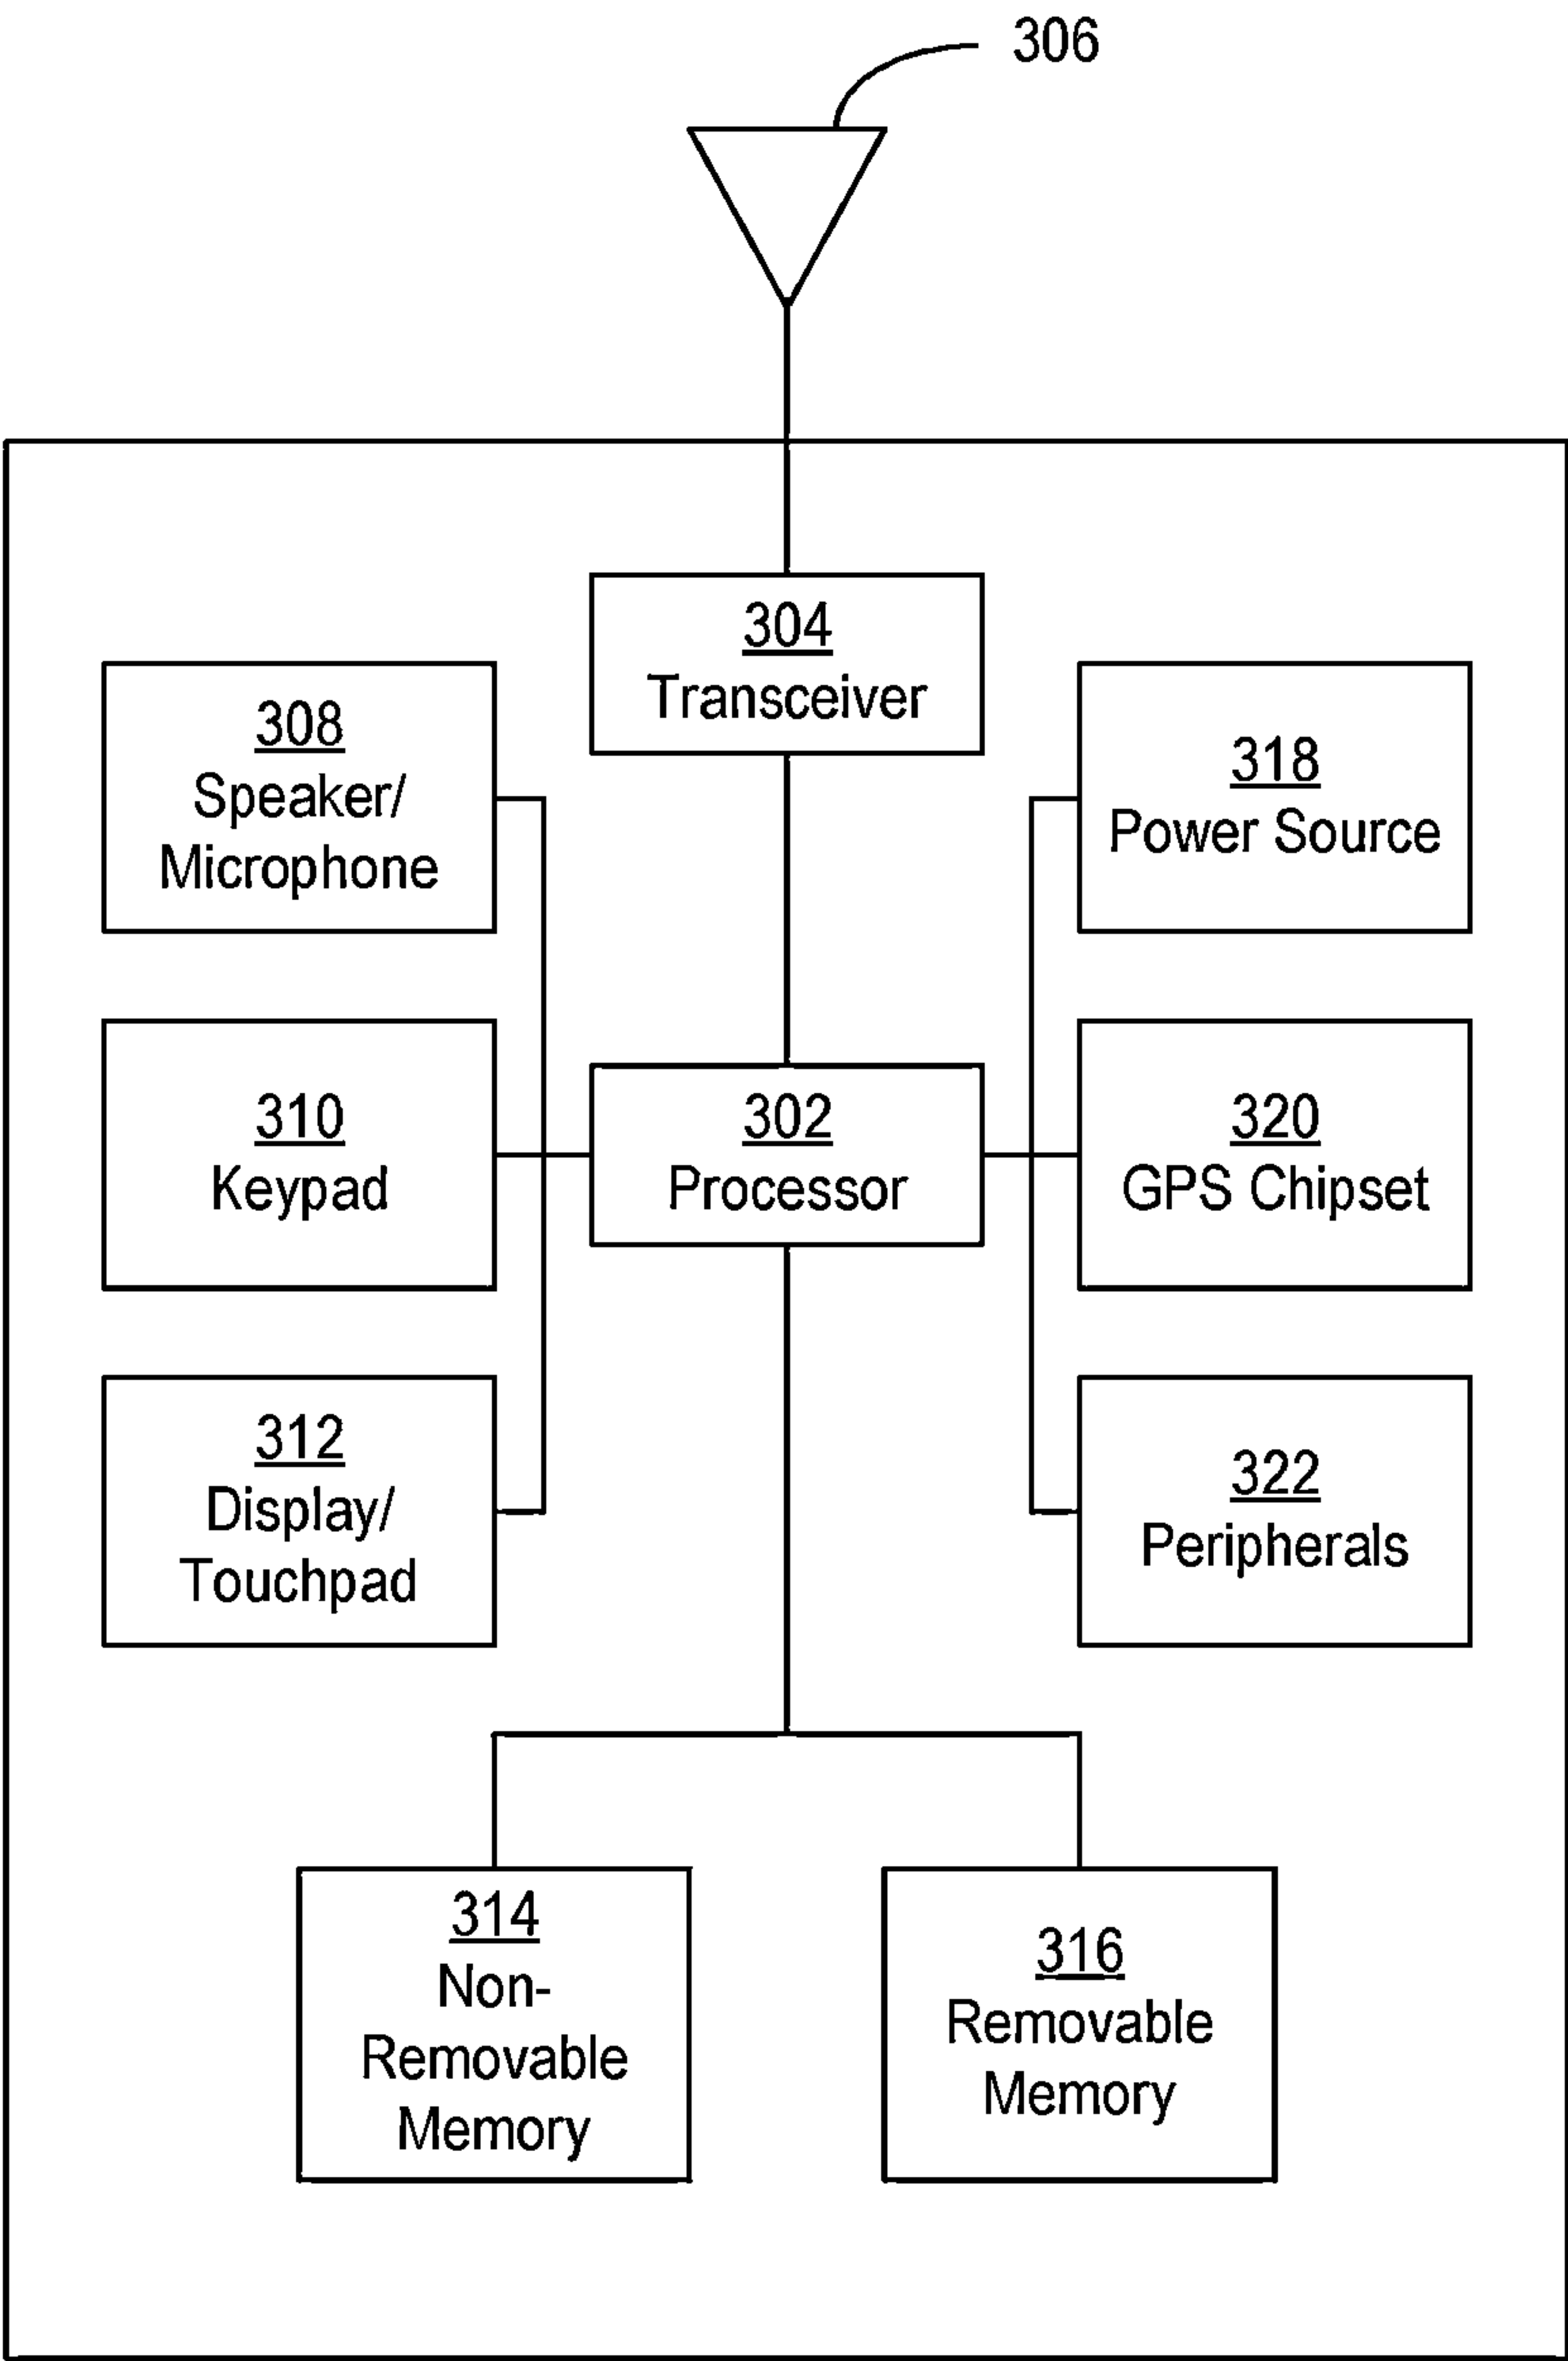 306
304
Transceiver
308
Speaker/
Microphone
318
Power Source
310
Keypad
302
Processor
320
GPS Chipset
312
Display/
Touchpad
322
Peripherals
314
Non-
Removable
Memory
316
Removable
Memory